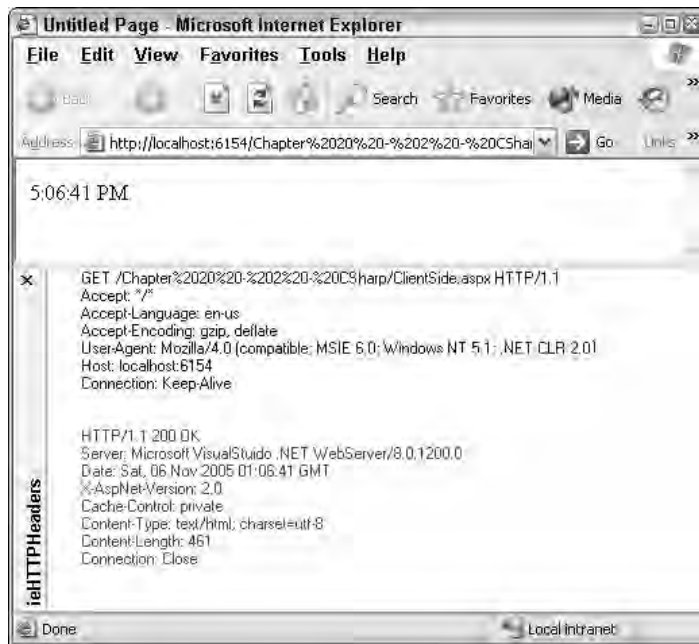 Untitled Page - Microsoft Internet Explorer
File Edit View Favorites Tools Help
Back Search Favorites Media »
Address http://localhost:6154/Chapter%2020%20-%202%20-%20CShar Go Links »
5:06:41 PM
GET /Chapter%2020%20-%202%20-%20CSharp/ClientSide.aspx HTTP/1.1
Accept: */*
Accept-Language: en-us
Accept-Encoding: gzip, deflate
User-Agent: Mozilla/4.0 (compatible; MSIE 6.0; Windows NT 5.1; .NET CLR 2.0)
Host: localhost:6154
Connection: Keep-Alive
HTTP/1.1 200 OK
Server: Microsoft VisualStuido .NET WebServer/8.0.1200.0
Date: Sat, 06 Nov 2005 01:06:41 GMT
X-AspNet-Version: 2.0
Cache-Control: private
Content-Type: text/html; charset=utf-8
Content-Length: 461
Connection: Close
ieHTTPHeaders
Done Local intranet